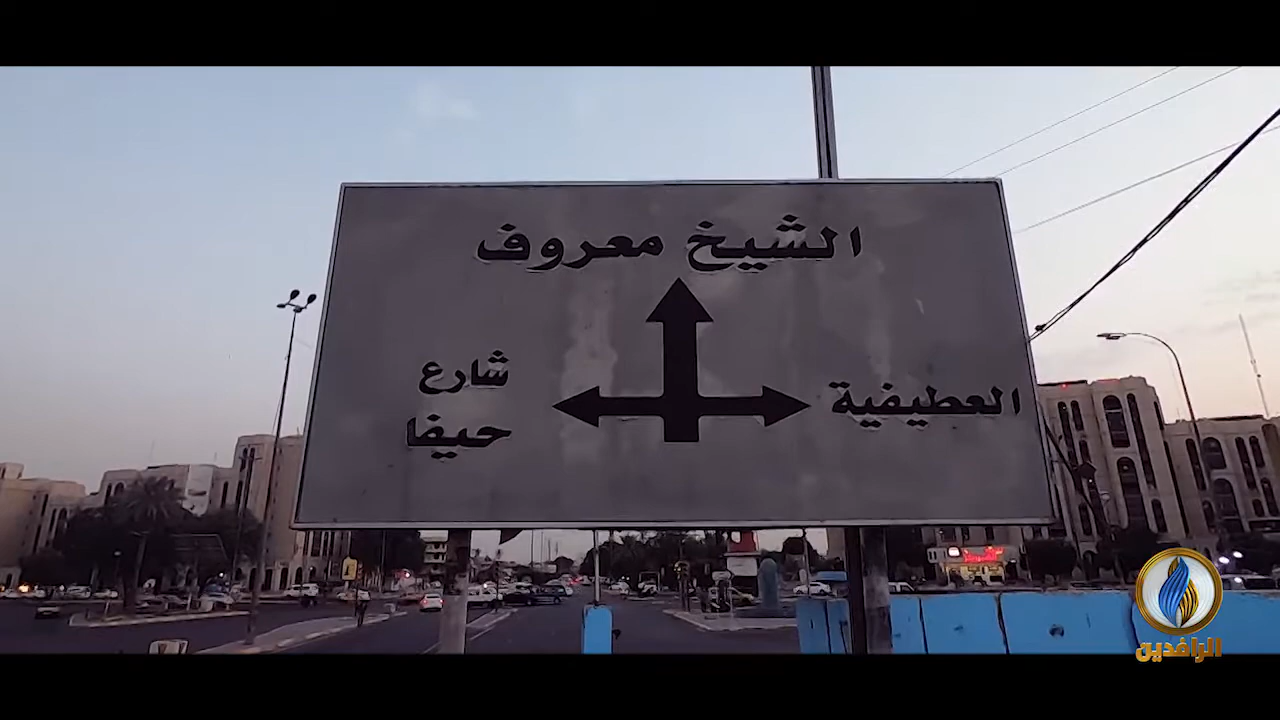 الشيخ معروف
العطيفية
شارع
حيفا
الرافدين